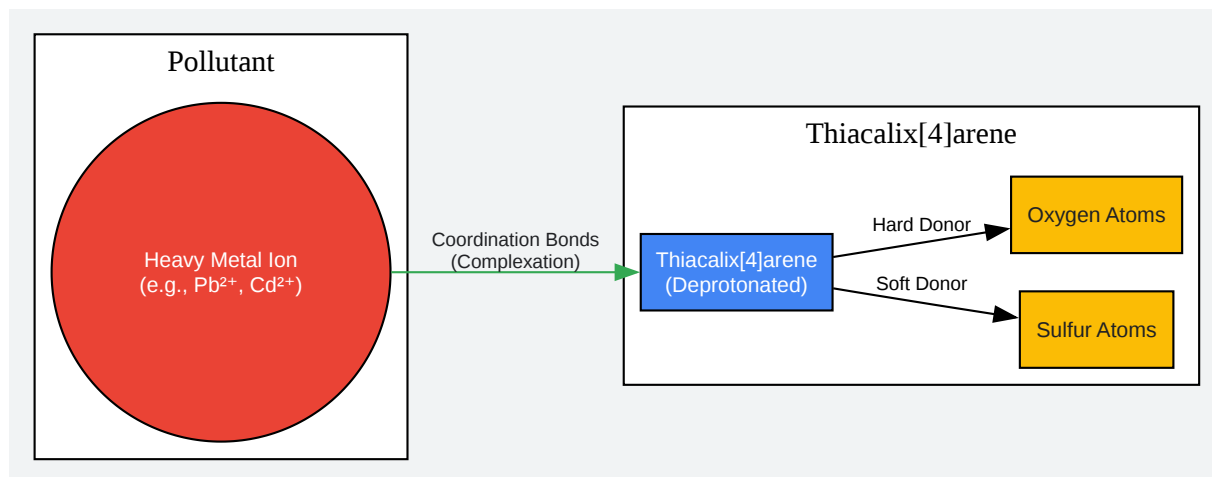 Pollutant
Heavy Metal Ion
(e.g., Pb²⁺, Cd²⁺)
Coordination Bonds
(Complexation)
Thiacalix[4]arene
Thiacalix[4]arene
(Deprotonated)
Hard Donor
Soft Donor
Oxygen Atoms
Sulfur Atoms